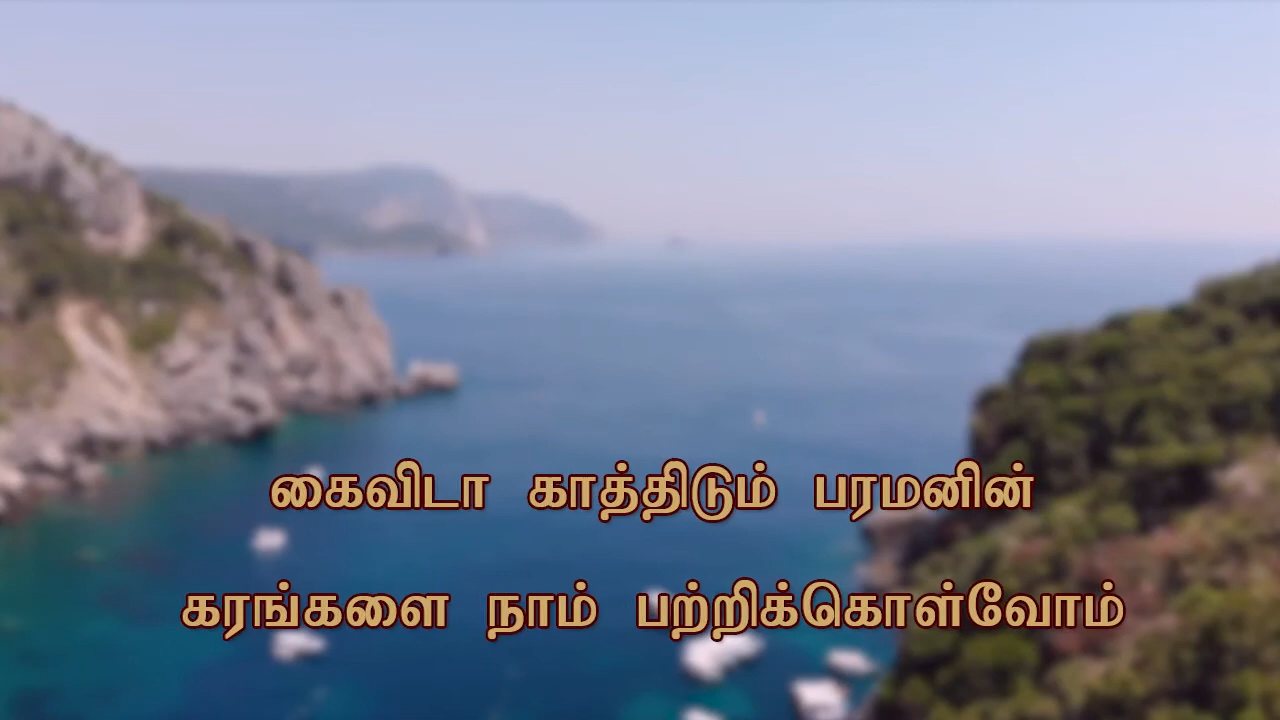 கைவிடா காத்திடும் பரமனின்
கரங்களை நாம் பற்றிக்கொள்வோம்